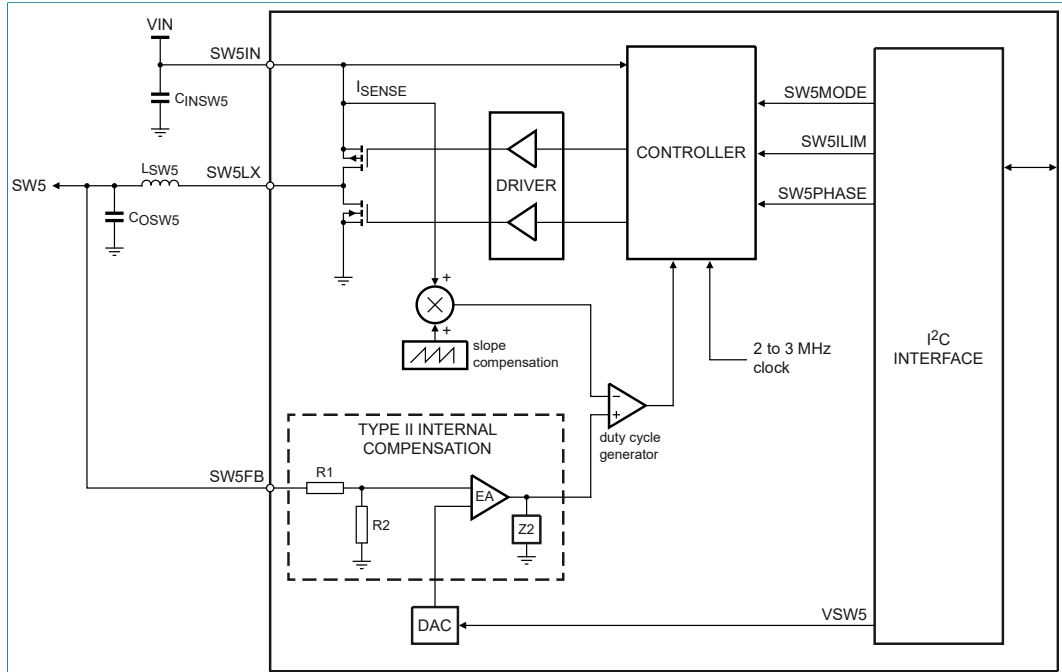 VIN
SW5IN
CINSW5
ISENSE
SW5LX
LSW5
SW5
COSW5
DRIVER
CONTROLLER
SW5MODE
SW5ILIM
SW5PHASE
+
×
+
slope
compensation
2 to 3 MHz
clock
I2C
INTERFACE
−
+
duty cycle
generator
TYPE II INTERNAL
COMPENSATION
SW5FB
R1
R2
EA
Z2
DAC
VSW5